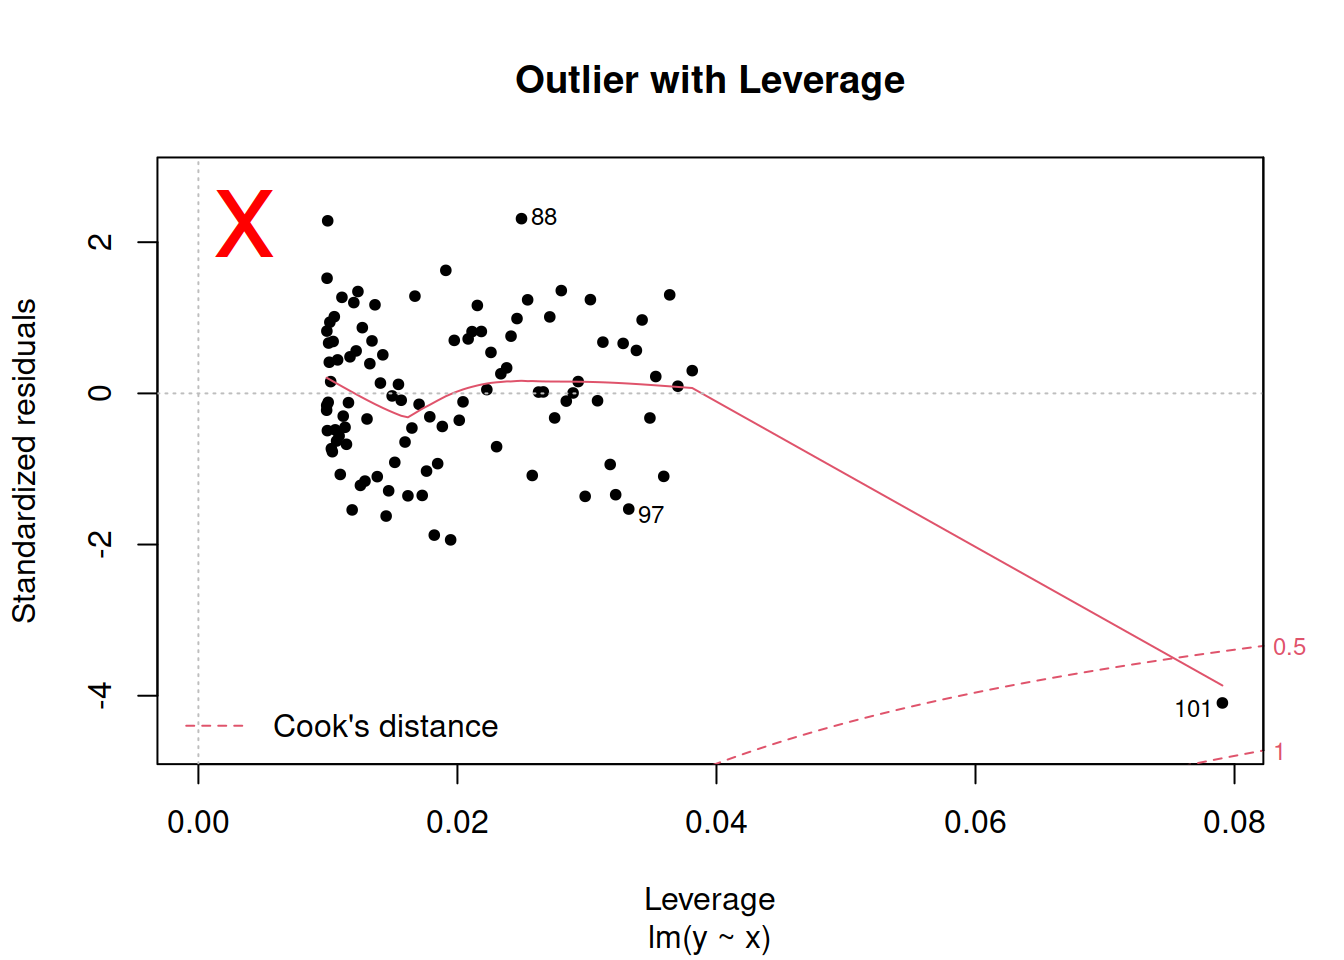 Outlier with Leverage
X
88
97
101
0.5
1
Cook's distance
Standardized residuals
2
0
-2
-4
0.00 0.02 0.04 0.06 0.08
Leverage
lm(y ~ x)